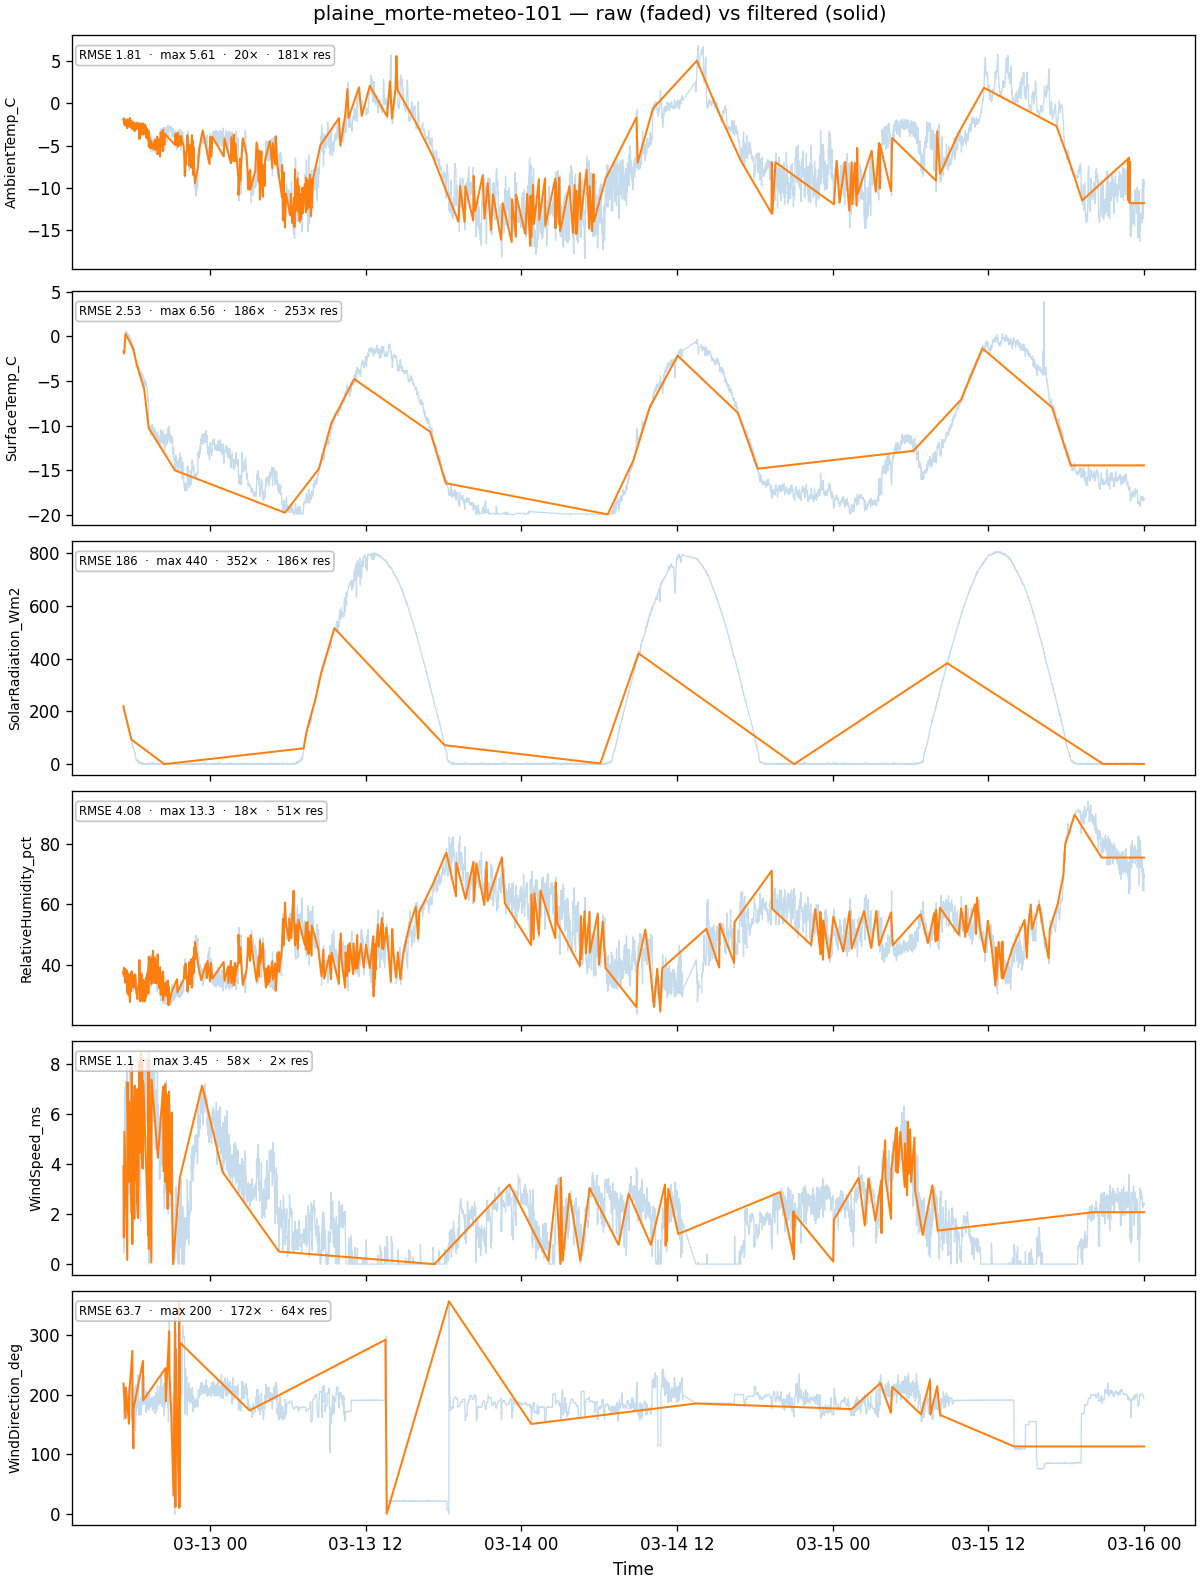 plaine_morte-meteo-101 — raw (faded) vs filtered (solid)
RMSE 1.81 · max 5.61 · 20× · 181× res
AmbientTemp_C
5
0
−5
−10
−15
RMSE 2.53 · max 6.56 · 186× · 253× res
SurfaceTemp_C
5
0
−5
−10
−15
−20
RMSE 186 · max 440 · 352× · 186× res
SolarRadiation_Wm2
800
600
400
200
0
RMSE 4.08 · max 13.3 · 18× · 51× res
RelativeHumidity_pct
80
60
40
RMSE 1.1 · max 3.45 · 58× · 2× res
WindSpeed_ms
8
6
4
2
0
RMSE 63.7 · max 200 · 172× · 64× res
WindDirection_deg
300
200
100
0
03-13 00 03-13 12 03-14 00 03-14 12 03-15 00 03-15 12 03-16 00
Time